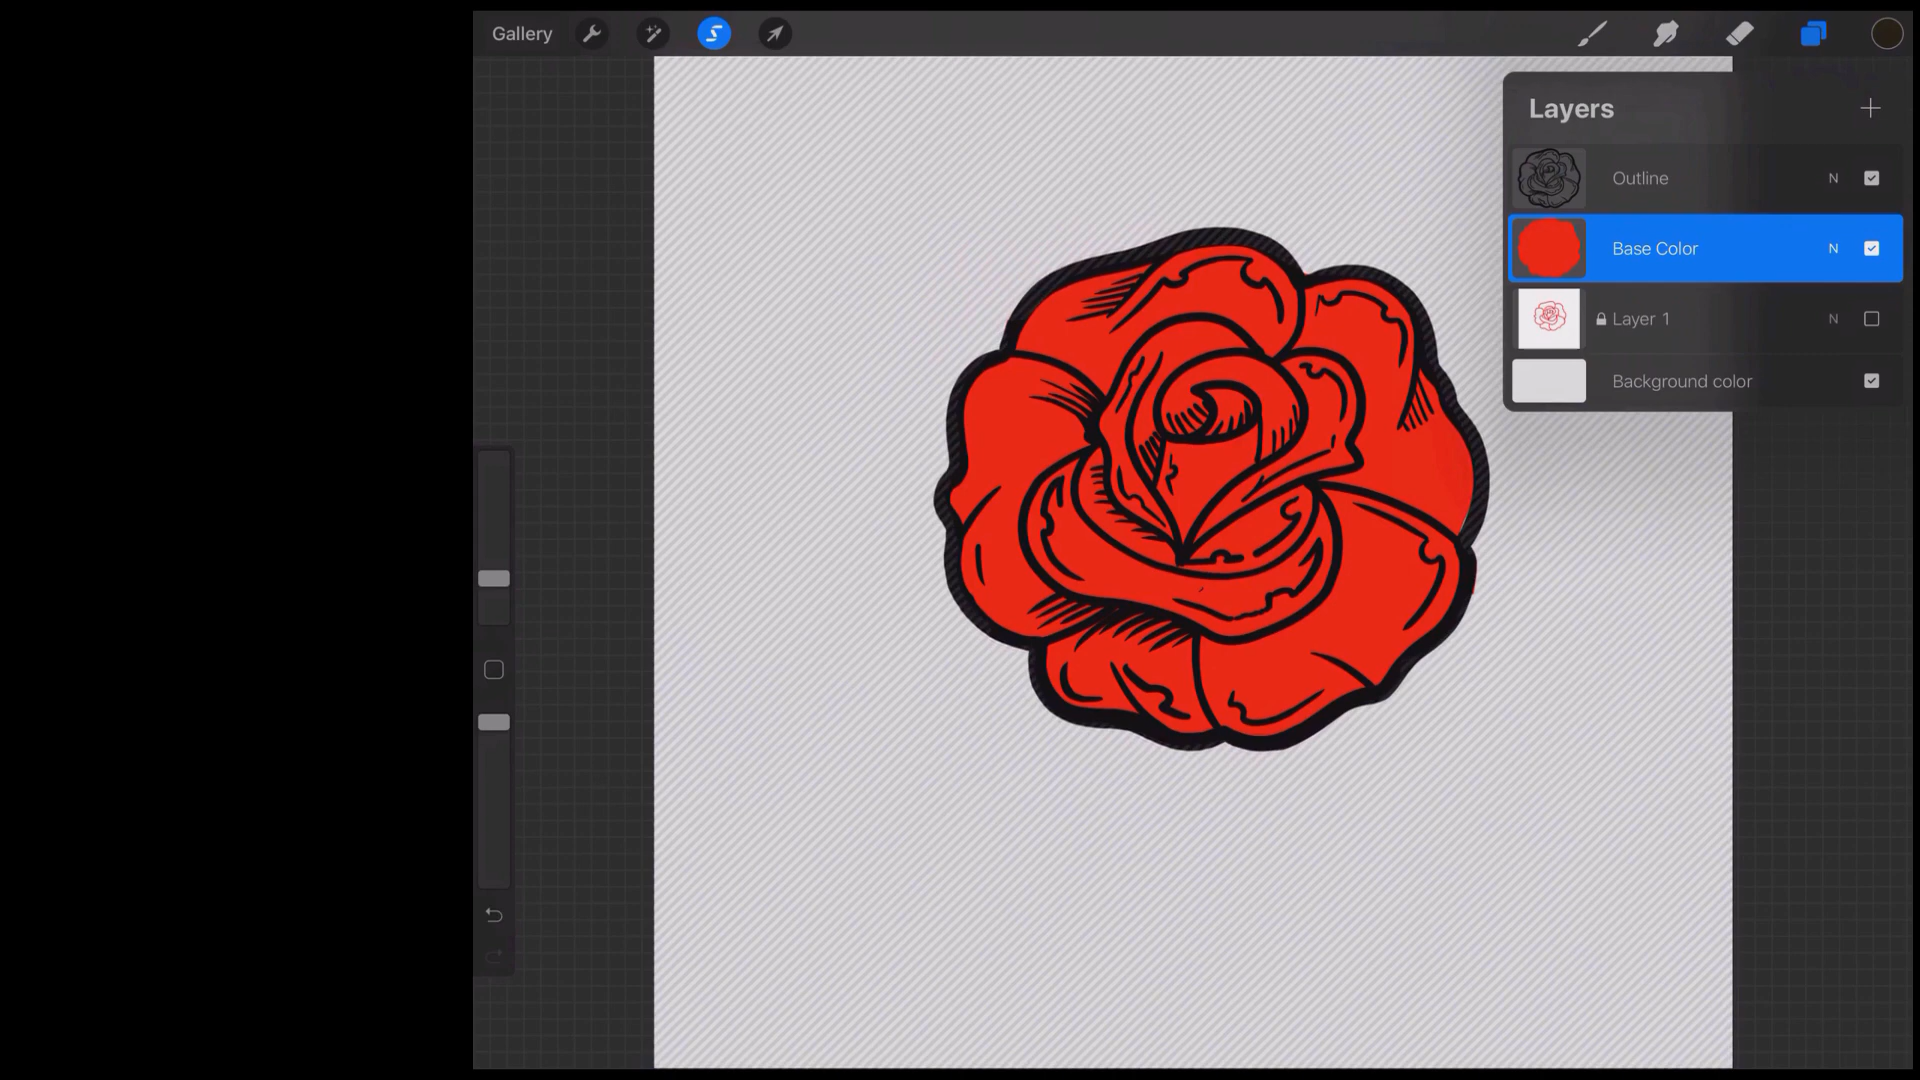 Gallery
Layers
Outline N
Base Color N
Layer 1 N
Background color